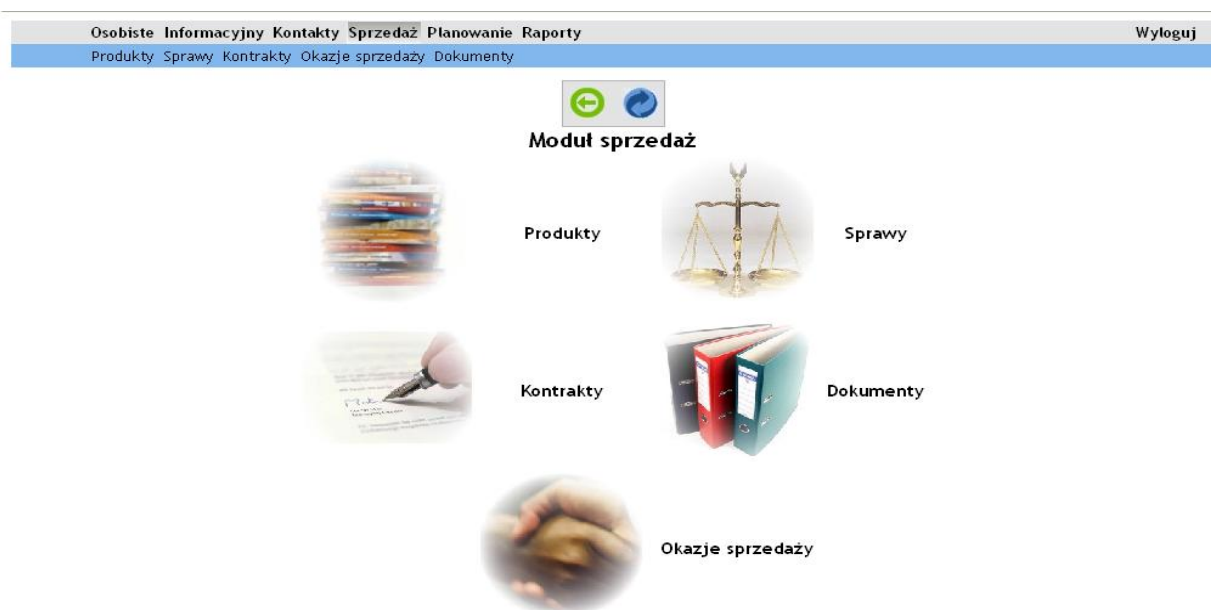 Osobiste Informacyjny Kontakty Sprzedaż Planowanie Raporty Wyloguj
Produkty Sprawy Kontrakty Okazje sprzedaży Dokumenty
Moduł sprzedaż
Produkty Sprawy
Kontrakty Dokumenty
Okazje sprzedaży